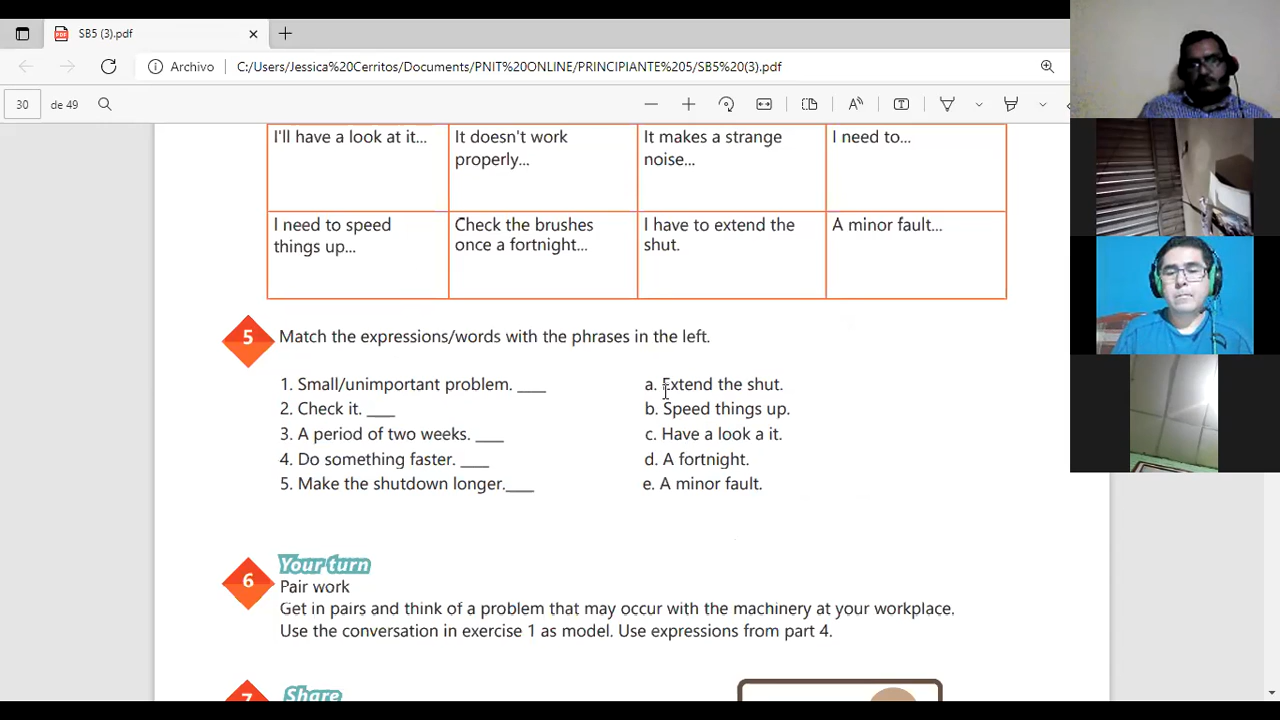 SB5 (3).pdf
Archivo
C:/Users/Jessica%20Cerritos/Documents/PNIT%20ONLINE/PRINCIPIANTE%205/SB5%20(3).pdf
30
de 49
I'll have a look at it...
It doesn't work
properly...
It makes a strange
noise...
I need to...
I need to speed
things up...
Check the brushes
once a fortnight...
I have to extend the
shut.
A minor fault...
5
Match the expressions/words with the phrases in the left.
1. Small/unimportant problem. ____
2. Check it. ____
3. A period of two weeks. ____
4. Do something faster. ____
5. Make the shutdown longer.____
a. Extend the shut.
b. Speed things up.
c. Have a look a it.
d. A fortnight.
e. A minor fault.
6
Your turn
Pair work
Get in pairs and think of a problem that may occur with the machinery at your workplace.
Use the conversation in exercise 1 as model. Use expressions from part 4.
7
Share